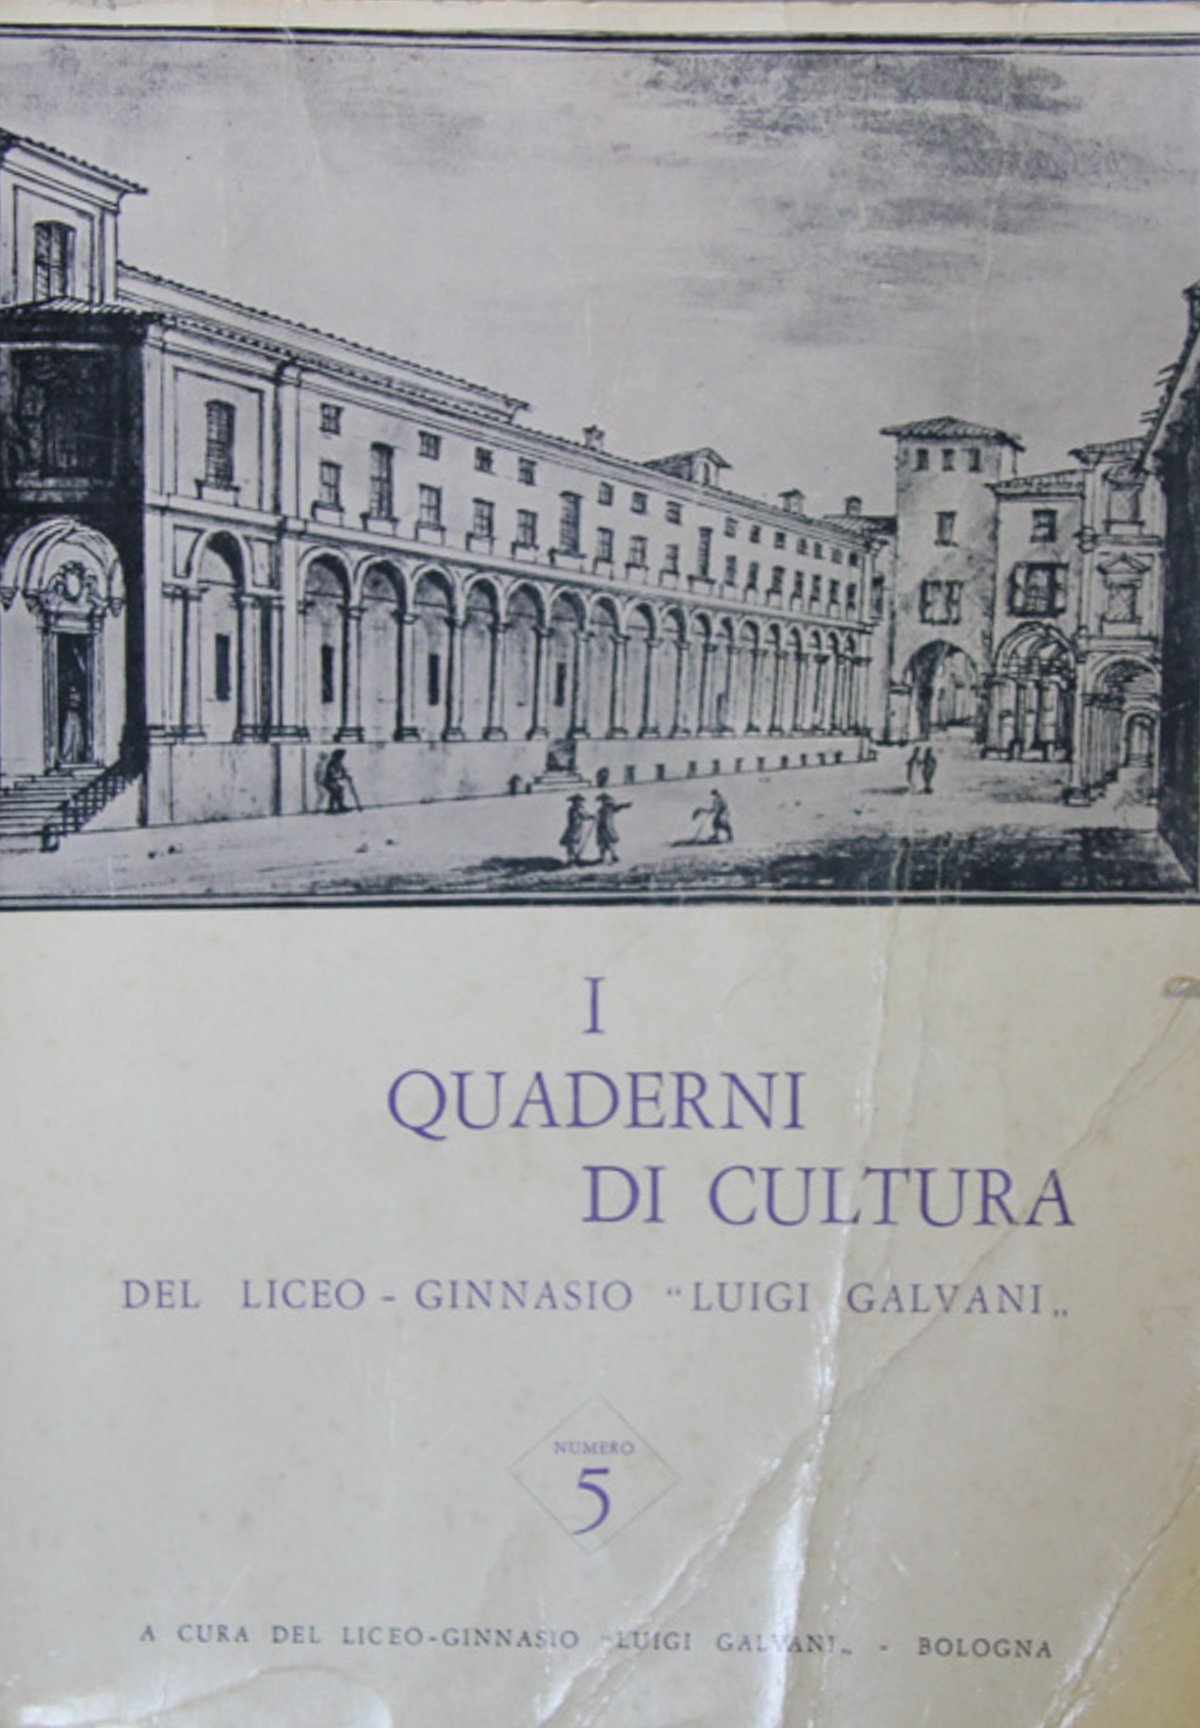 I
QUADERNI
DI CULTURA
DEL LICEO - GINNASIO “LUIGI GALVANI„
NUMERO
5
A CURA DEL LICEO-GINNASIO “LUIGI GALVANI„ - BOLOGNA